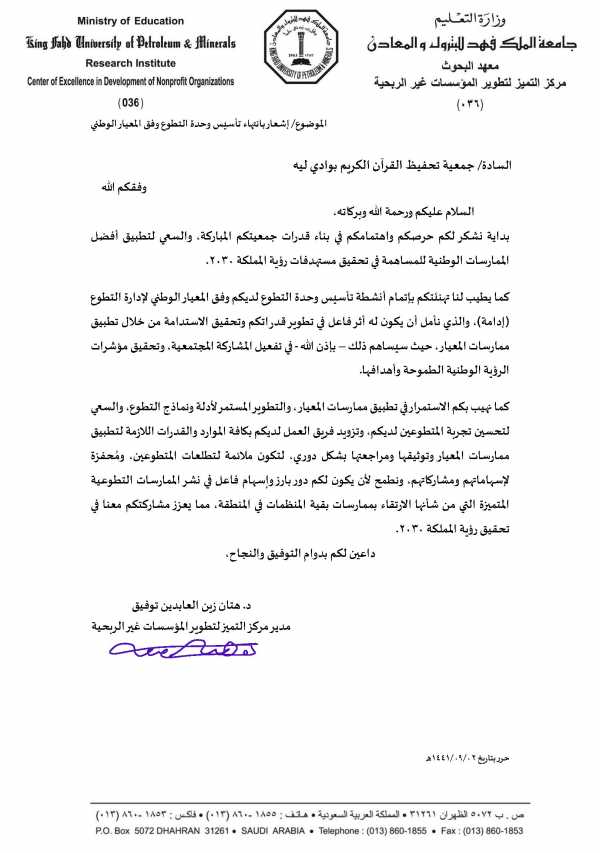 Ministry of Education
King Fahd University of Petroleum & Minerals
Research Institute
Center of Excellence in Development of Nonprofit Organizations
(036)
وزارة التعليم
جامعة الملك فهد للبترول والمعادن
معهد البحوث
مركز التميز لتطوير المؤسسات غير الربحية
(٠٣٦)
الموضوع/ إشعار بانتهاء تأسيس وحدة التطوع وفق المعيار الوطني
السادة/ جمعية تحفيظ القرآن الكريم بوادي ليه
وفقكم الله
السلام عليكم ورحمة الله وبركاته،
بداية نشكر لكم حرصكم واهتمامكم في بناء قدرات جمعيتكم المباركة، والسعي لتطبيق أفضل
الممارسات الوطنية للمساهمة في تحقيق مستهدفات رؤية المملكة ٢٠٣٠.
كما يطيب لنا تهنئتكم بإتمام أنشطة تأسيس وحدة التطوع لديكم وفق المعيار الوطني لإدارة التطوع
(إدامة)، والذي نأمل أن يكون له أثر فاعل في تطوير قدراتكم وتحقيق الاستدامة من خلال تطبيق
ممارسات المعيار، حيث سيساهم ذلك – بإذن الله - في تفعيل المشاركة المجتمعية، وتحقيق مؤشرات
الرؤية الوطنية الطموحة وأهدافها.
كما نهيب بكم الاستمرار في تطبيق ممارسات المعيار، والتطوير المستمر لأدلة ونماذج التطوع، والسعي
لتحسين تجربة المتطوعين لديكم، وتزويد فريق العمل لديكم بكافة الموارد والقدرات اللازمة لتطبيق
ممارسات المعيار وتوثيقها ومراجعتها بشكل دوري، لتكون ملائمة لتطلعات المتطوعين، ومُحفزة
لإسهاماتهم ومشاركاتهم، ونطمح لأن يكون لكم دور بارز وإسهام فاعل في نشر الممارسات التطوعية
المتميزة التي من شأنها الارتقاء بممارسات بقية المنظمات في المنطقة، مما يعزز مشاركتكم معنا في
تحقيق رؤية المملكة ٢٠٣٠.
داعين لكم بدوام التوفيق والنجاح،
د. هتان زين العابدين توفيق
مدير مركز التميز لتطوير المؤسسات غير الربحية
حرر بتاريخ ١٤٤١/٠٩/٠٢هـ
ص . ب ٥٠٧٢ الظهران ٣١٢٦١ • المملكة العربية السعودية • هاتف : ١٨٥٥-٨٦٠ (٠١٣) • فاكس : ١٨٥٣-٨٦٠ (٠١٣)
P.O. Box 5072 DHAHRAN 31261 • SAUDI ARABIA • Telephone : (013) 860-1855 • Fax : (013) 860-1853